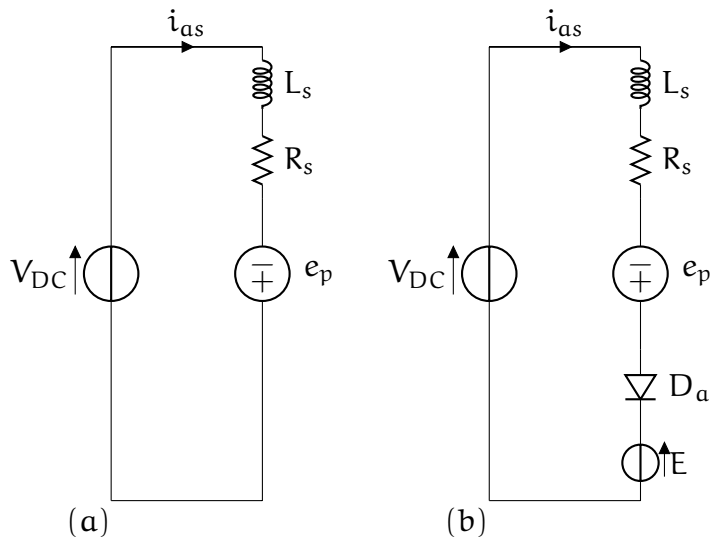 i_as
L_s
R_s
V_DC
− +
e_p
(a)
i_as
L_s
R_s
V_DC
− +
e_p
D_a
E
(b)